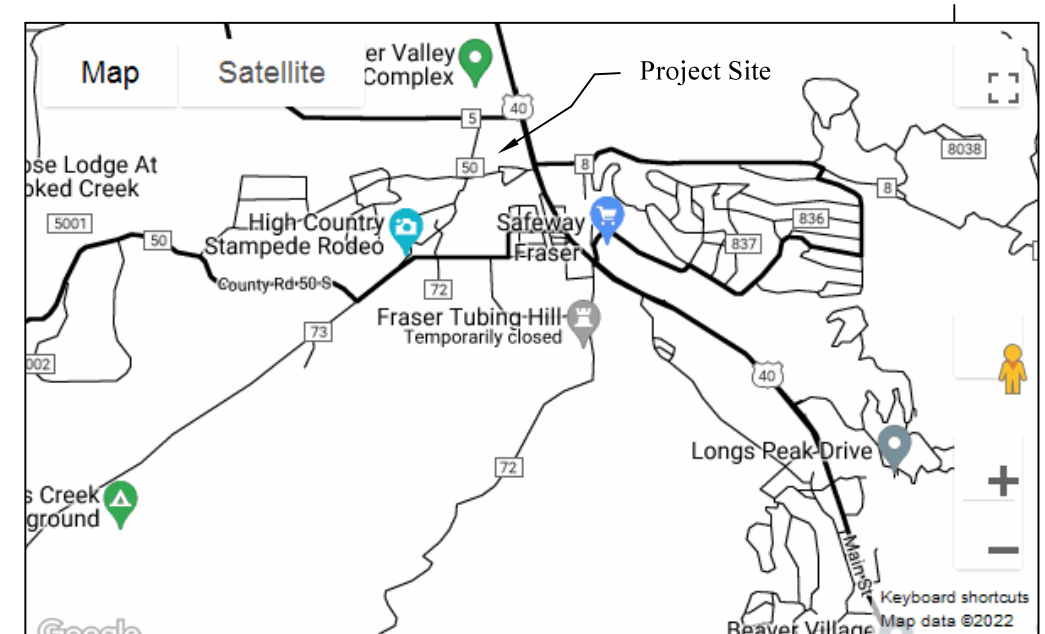 Map
Satellite
er Valley
Complex
40
Project Site
5
50
8
8038
ose Lodge At
oked Creek
8
5001
High Country
Stampede Rodeo
Safeway
836
50
837
Fraser
County Rd 50 S
72
Fraser Tubing Hill
Temporarily closed
73
002
40
Longs Peak Drive
72
s Creek
ground
Main St
Keyboard shortcuts
Map data ©2022
Google
Beaver Village